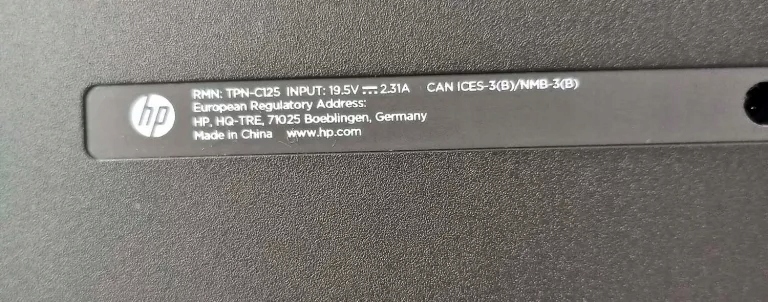 hp
RMN: TPN-C125 INPUT: 19.5V⎓2.31A CAN ICES-3(B)/NMB-3(B)
European Regulatory Address:
HP, HQ-TRE, 71025 Boeblingen, Germany
Made in China www.hp.com